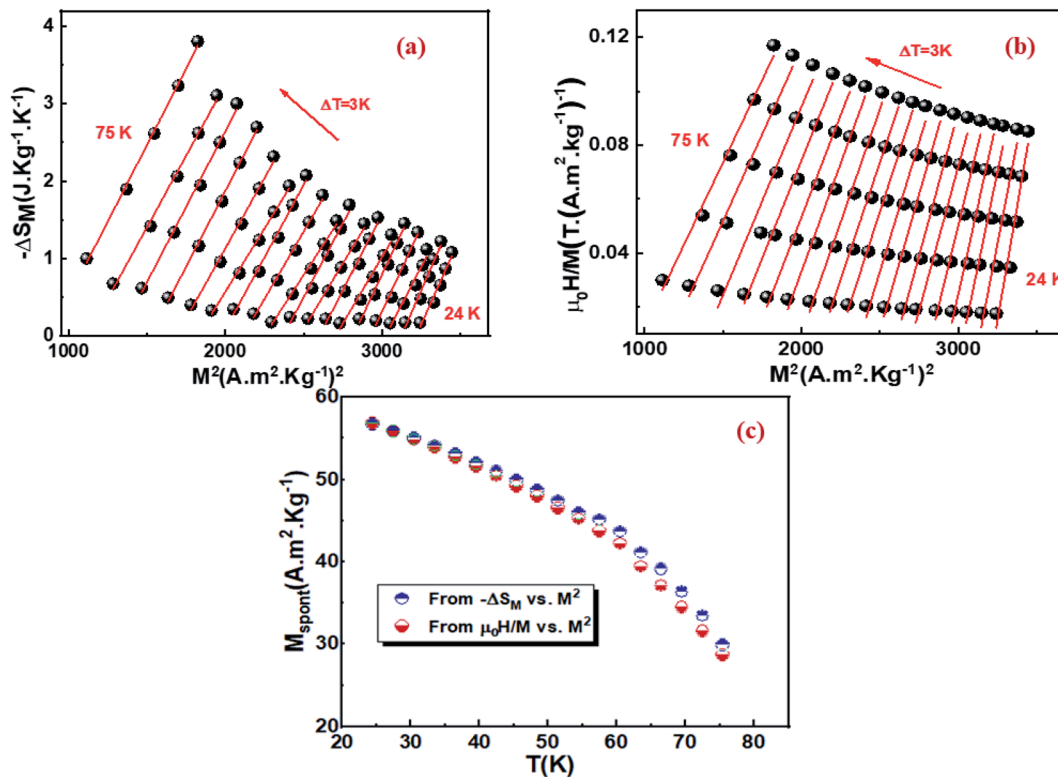 (a)
-ΔS_M(J.Kg⁻¹.K⁻¹)
4
3
2
1
0
75 K
ΔT=3K
24 K
1000 2000 3000
M²(A.m².Kg⁻¹)²
(b)
μ₀H/M(T.(A.m².kg⁻¹)⁻¹)
0.12
0.08
0.04
75 K
ΔT=3K
24 K
1000 2000 3000
M²(A.m².Kg⁻¹)²
(c)
M_spont(A.m².Kg⁻¹)
60
50
40
30
20
From -ΔS_M vs. M²
From μ₀H/M vs. M²
20 30 40 50 60 70 80
T(K)